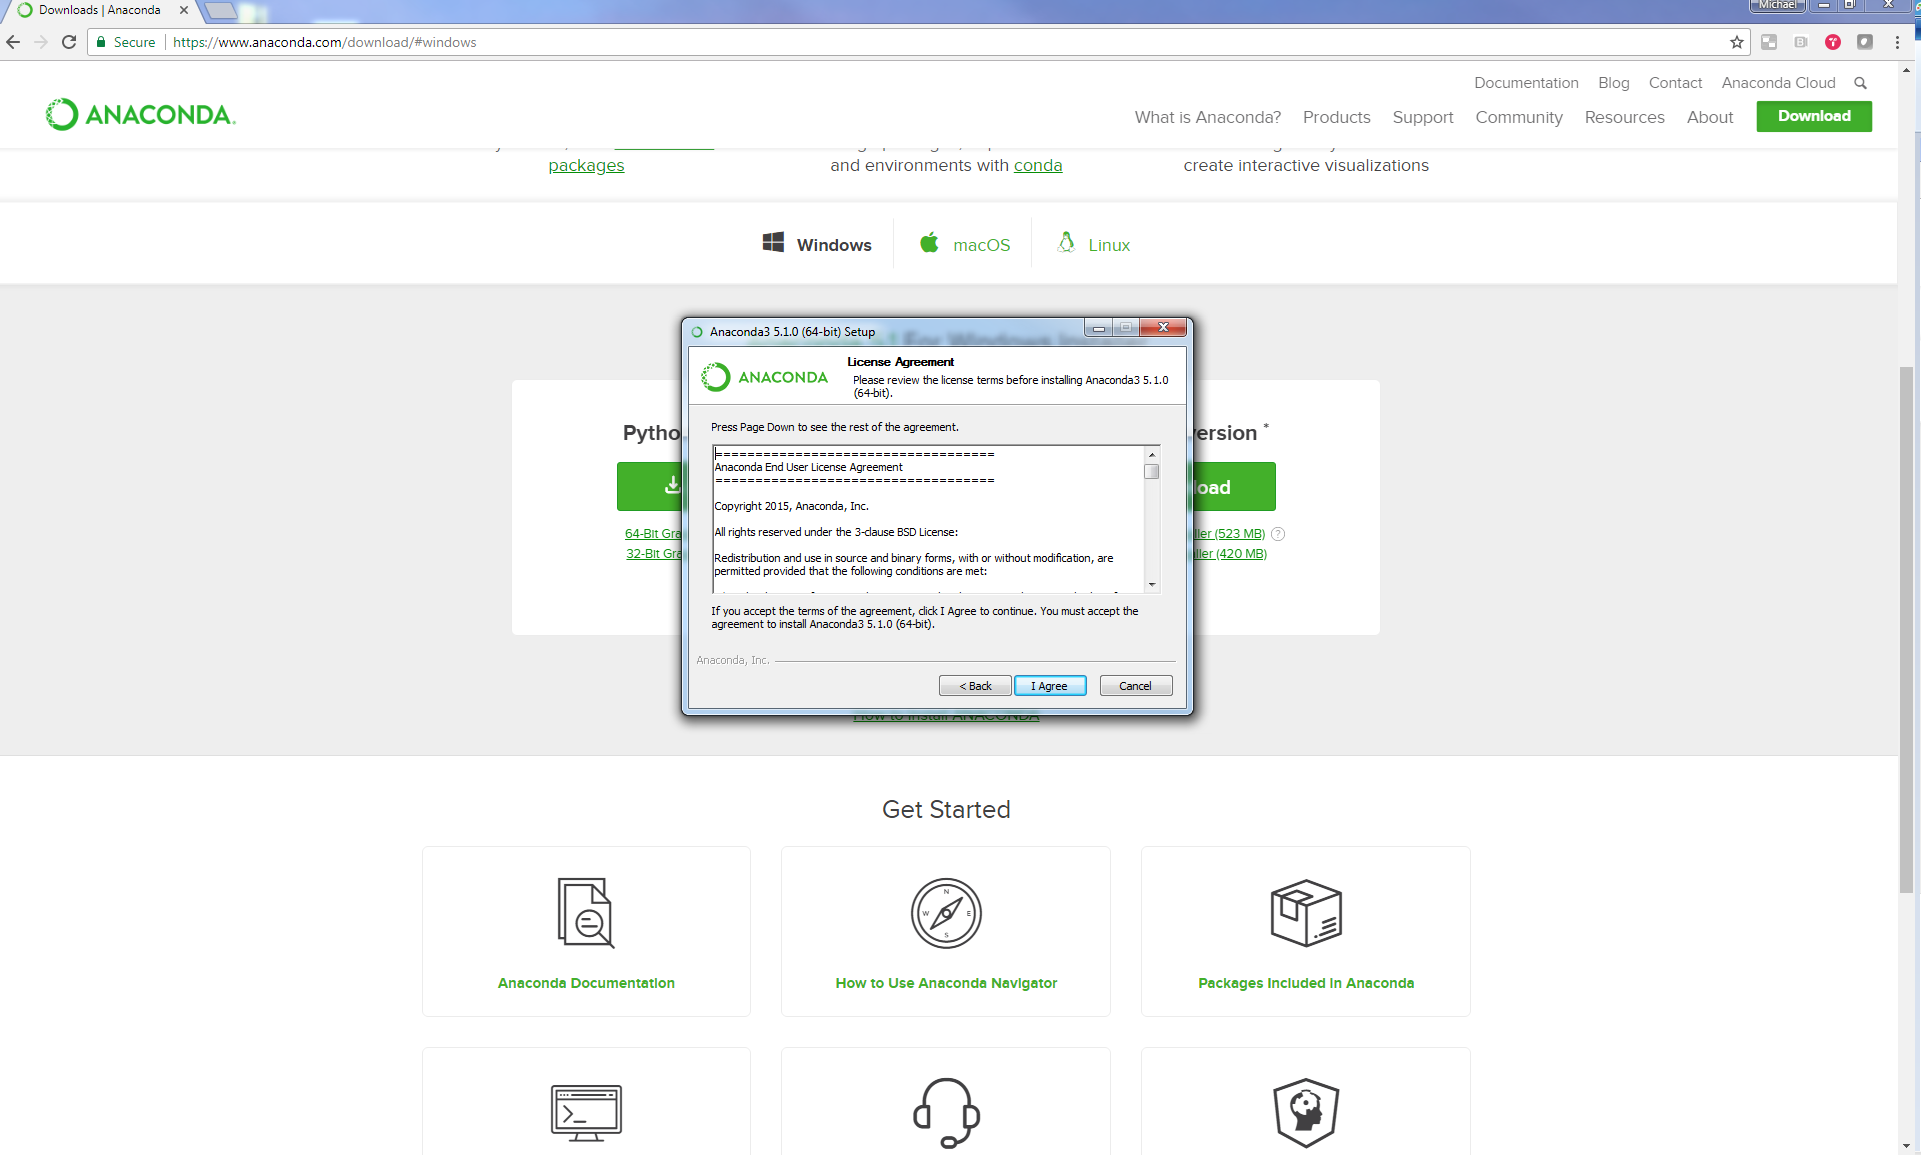 Downloads | Anaconda
Michael
Secure
https://www.anaconda.com/download/#windows
Documentation Blog Contact Anaconda Cloud
ANACONDA.
What is Anaconda? Products Support Community Resources About Download
packages
and environments with conda
create interactive visualizations
Windows macOS Linux
Anaconda3 5.1.0 (64-bit) Setup
ANACONDA
License Agreement
Please review the license terms before installing Anaconda3 5.1.0
(64-bit).
Press Page Down to see the rest of the agreement.
===================================
Anaconda End User License Agreement
===================================
Copyright 2015, Anaconda, Inc.
All rights reserved under the 3-clause BSD License:
Redistribution and use in source and binary forms, with or without modification, are
permitted provided that the following conditions are met:
If you accept the terms of the agreement, click I Agree to continue. You must accept the
agreement to install Anaconda3 5.1.0 (64-bit).
Anaconda, Inc.
< Back I Agree Cancel
Pytho
ersion *
load
64-Bit Gra
32-Bit Gra
ller (523 MB) ?
ller (420 MB)
How to Install ANACONDA
Get Started
N
W E
S
Anaconda Documentation
How to Use Anaconda Navigator
Packages Included in Anaconda